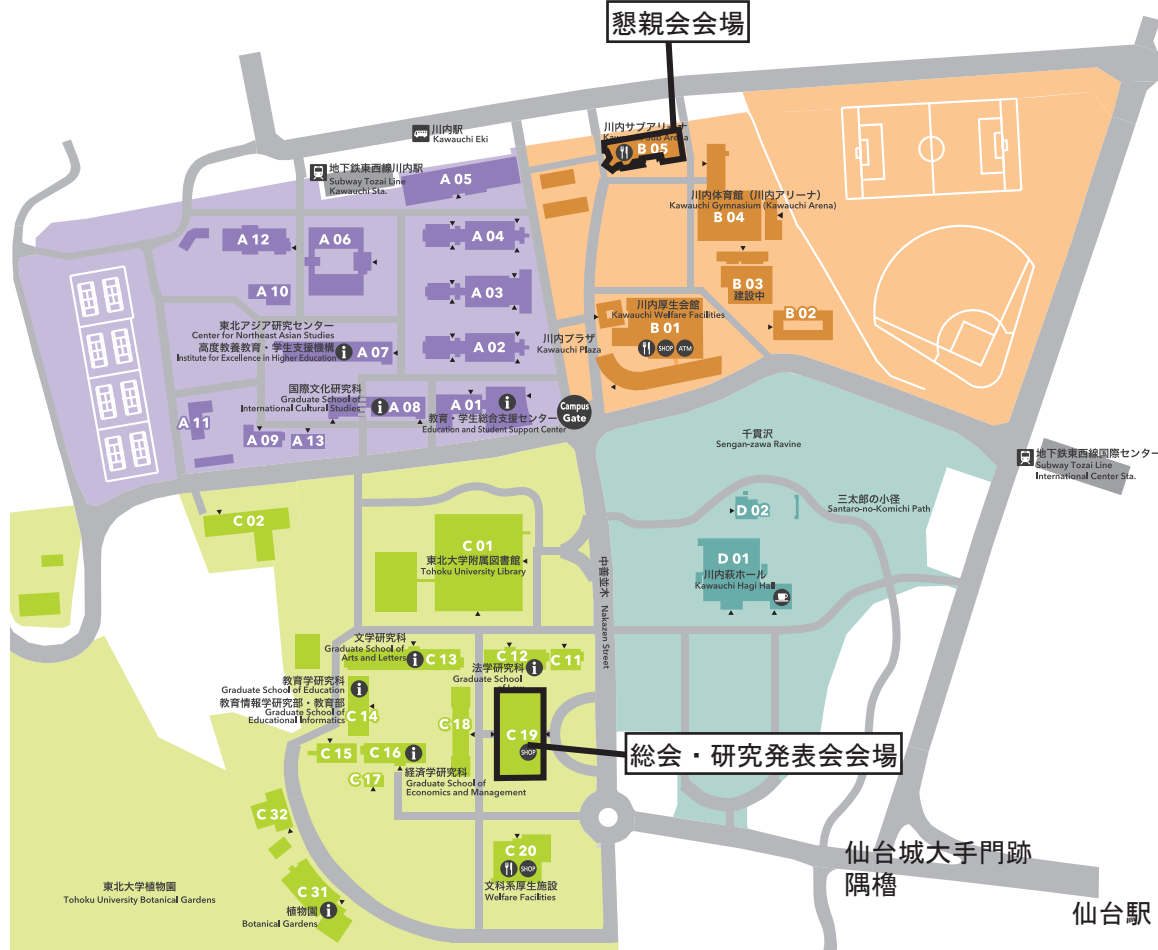 懇親会会場
川内駅
Kawauchi Eki
川内サブアリーナ
Kawauchi Sub Arena
B 05
地下鉄東西線川内駅
Subway Tozai Line
Kawauchi Sta.
A 05
川内体育館（川内アリーナ）
Kawauchi Gymnasium (Kawauchi Arena)
B 04
A 12
A 06
A 04
B 03
建設中
A 10
A 03
川内厚生会館
Kawauchi Welfare Facilities
B 01
SHOP
ATM
B 02
東北アジア研究センター
Center for Northeast Asian Studies
高度教養教育・学生支援機構
Institute for Excellence in Higher Education
A 07
A 02
川内プラザ
Kawauchi Plaza
国際文化研究科
Graduate School of
International Cultural Studies
A 08
A 01
教育・学生総合支援センター
Education and Student Support Center
Campus
Gate
A 11
A 09
A 13
千貫沢
Sengan-zawa Ravine
地下鉄東西線国際センター
Subway Tozai Line
International Center Sta.
三太郎の小径
Santaro-no-Komichi Path
C 02
D 02
C 01
東北大学附属図書館
Tohoku University Library
D 01
川内萩ホール
Kawauchi Hagi Hall
中善並木 Nakazen Street
文学研究科
Graduate School of
Arts and Letters
C 13
C 12
C 11
法学研究科
Graduate School
教育学研究科
Graduate School of Education
教育情報学研究部・教育部
Graduate School of
Educational Informatics
C 14
C 18
C 19
SHOP
総会・研究発表会会場
C 15
C 16
C 17
経済学研究科
Graduate School of
Economics and Management
C 32
C 20
SHOP
文科系厚生施設
Welfare Facilities
仙台城大手門跡
隅櫓
仙台駅
東北大学植物園
Tohoku University Botanical Gardens
C 31
植物園
Botanical Gardens